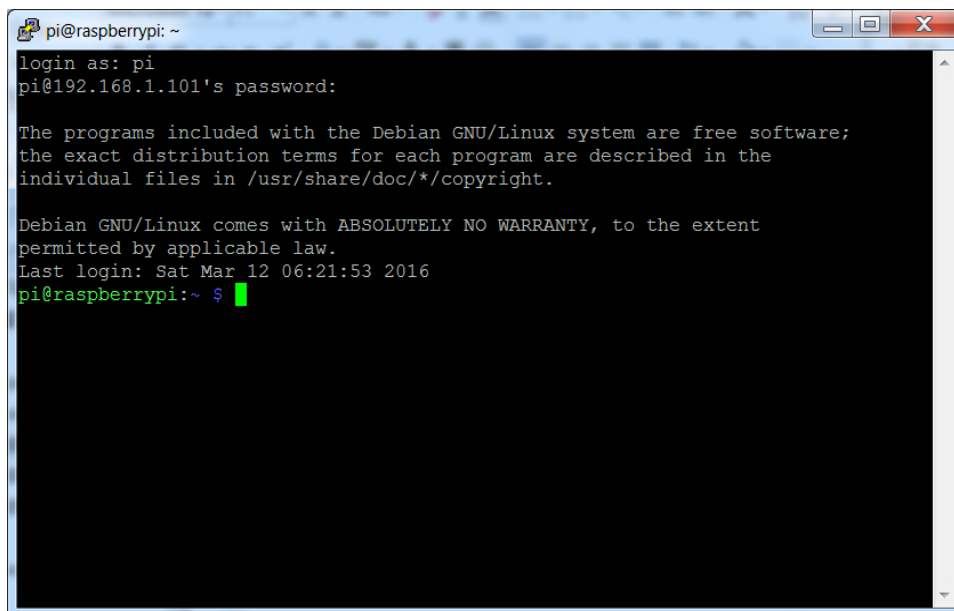 pi@raspberrypi: ~
login as: pi
pi@192.168.1.101's password:
The programs included with the Debian GNU/Linux system are free software;
the exact distribution terms for each program are described in the
individual files in /usr/share/doc/*/copyright.
Debian GNU/Linux comes with ABSOLUTELY NO WARRANTY, to the extent
permitted by applicable law.
Last login: Sat Mar 12 06:21:53 2016
pi@raspberrypi:~ $